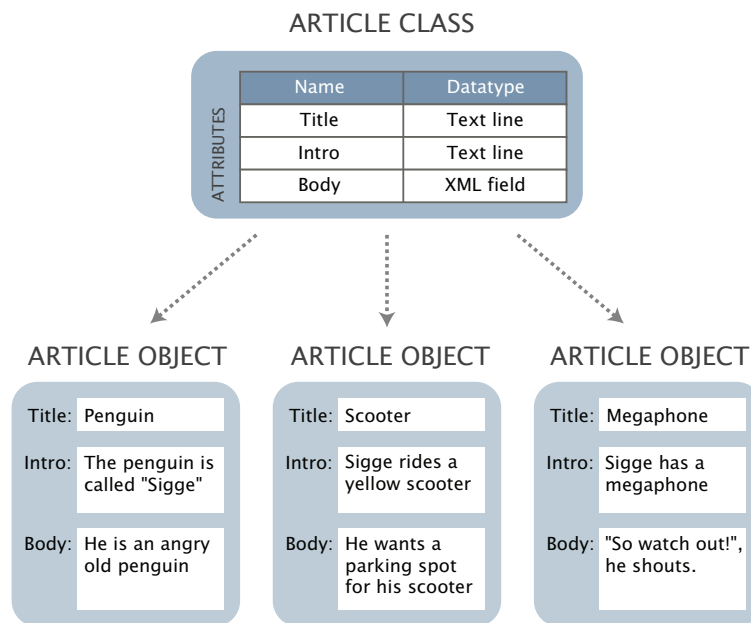 ARTICLE CLASS
ATTRIBUTES
Name Datatype
Title Text line
Intro Text line
Body XML field
ARTICLE OBJECT
Title: Penguin
Intro: The penguin is
called "Sigge"
Body: He is an angry
old penguin
ARTICLE OBJECT
Title: Scooter
Intro: Sigge rides a
yellow scooter
Body: He wants a
parking spot
for his scooter
ARTICLE OBJECT
Title: Megaphone
Intro: Sigge has a
megaphone
Body: "So watch out!",
he shouts.